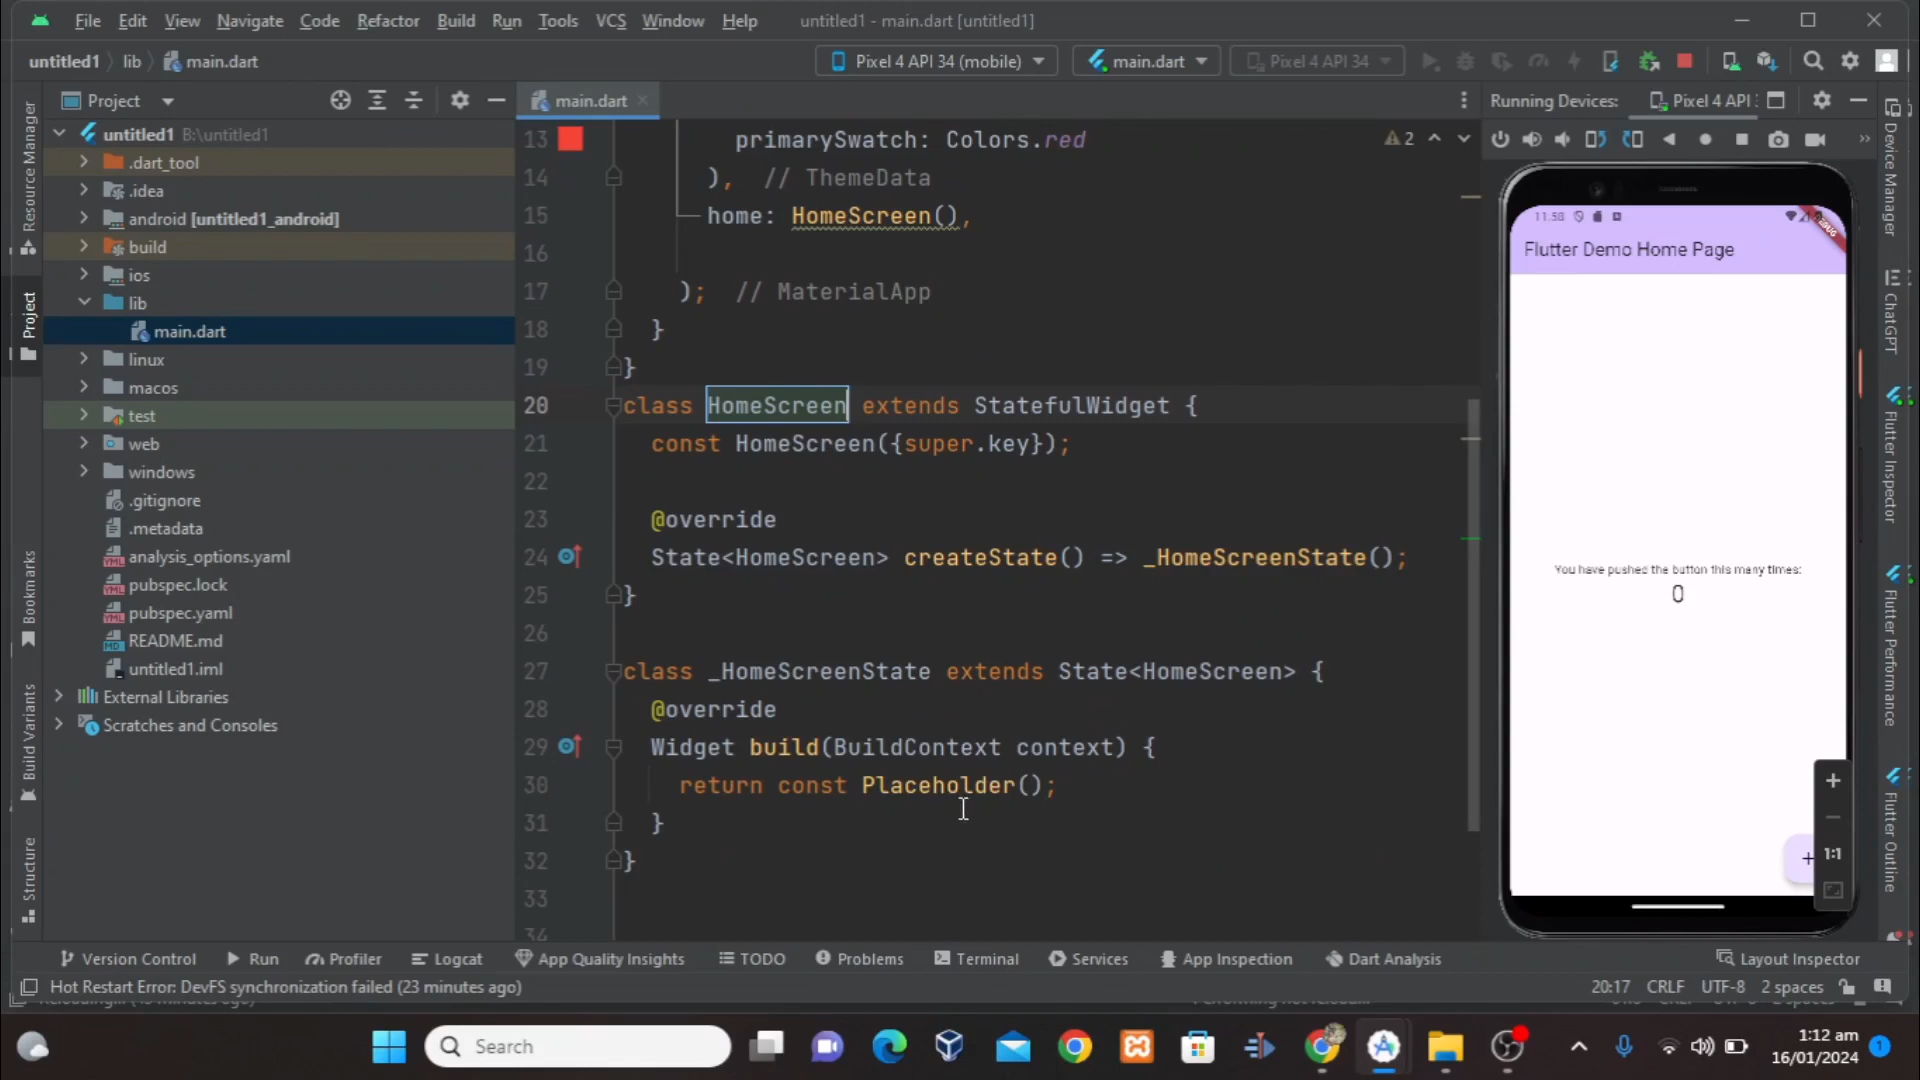 File Edit View Navigate Code Refactor Build Run Tools VCS Window Help untitled1 - main.dart [untitled1]
untitled1 lib main.dart Pixel 4 API 34 (mobile) main.dart Pixel 4 API 34
Project main.dart Running Devices: Pixel 4 API
untitled1 B:\untitled1
.dart_tool
.idea
android [untitled1_android]
build
ios
lib
main.dart
linux
macos
test
web
windows
.gitignore
.metadata
analysis_options.yaml
pubspec.lock
pubspec.yaml
README.md
untitled1.iml
External Libraries
Scratches and Consoles
Resource Manager
Project
Bookmarks
Build Variants
Structure
2
13 primarySwatch: Colors.red
14 ), // ThemeData
15 home: HomeScreen(),
16
17 ); // MaterialApp
18 }
19 }
20 class HomeScreen extends StatefulWidget {
21 const HomeScreen({super.key});
22
23 @override
24 State<HomeScreen> createState() => _HomeScreenState();
25 }
26
27 class _HomeScreenState extends State<HomeScreen> {
28 @override
29 Widget build(BuildContext context) {
30 return const Placeholder();
31 }
32 }
33
34
11:58
DEBUG
Flutter Demo Home Page
You have pushed the button this many times:
0
+
+
1:1
Device Manager
ChatGPT
Flutter Inspector
Flutter Performance
Flutter Outline
Version Control Run Profiler Logcat App Quality Insights TODO Problems Terminal Services App Inspection Dart Analysis Layout Inspector
Hot Restart Error: DevFS synchronization failed (23 minutes ago) 20:17 CRLF UTF-8 2 spaces
Search
1:12 am
16/01/2024
1